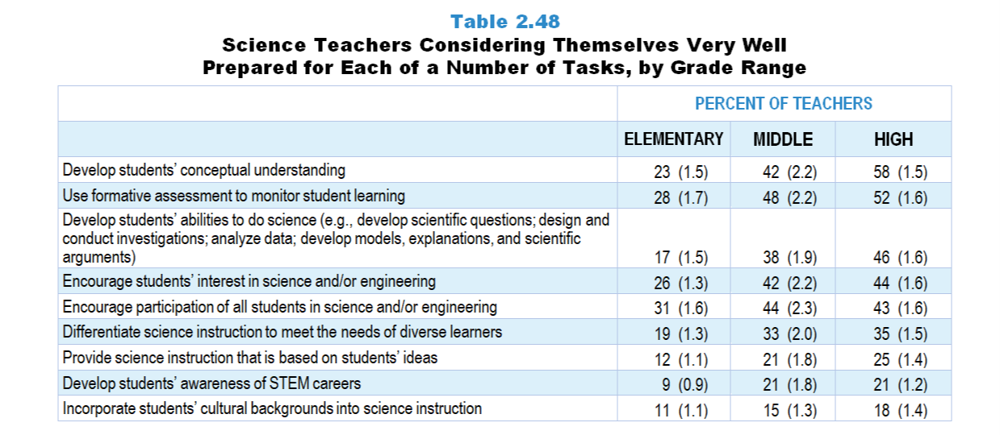 Table 2.48
Science Teachers Considering Themselves Very Well
Prepared for Each of a Number of Tasks, by Grade Range
PERCENT OF TEACHERS
ELEMENTARY MIDDLE HIGH
Develop students’ conceptual understanding 23 (1.5) 42 (2.2) 58 (1.5)
Use formative assessment to monitor student learning 28 (1.7) 48 (2.2) 52 (1.6)
Develop students’ abilities to do science (e.g., develop scientific questions; design and
conduct investigations; analyze data; develop models, explanations, and scientific
arguments) 17 (1.5) 38 (1.9) 46 (1.6)
Encourage students’ interest in science and/or engineering 26 (1.3) 42 (2.2) 44 (1.6)
Encourage participation of all students in science and/or engineering 31 (1.6) 44 (2.3) 43 (1.6)
Differentiate science instruction to meet the needs of diverse learners 19 (1.3) 33 (2.0) 35 (1.5)
Provide science instruction that is based on students’ ideas 12 (1.1) 21 (1.8) 25 (1.4)
Develop students’ awareness of STEM careers 9 (0.9) 21 (1.8) 21 (1.2)
Incorporate students’ cultural backgrounds into science instruction 11 (1.1) 15 (1.3) 18 (1.4)